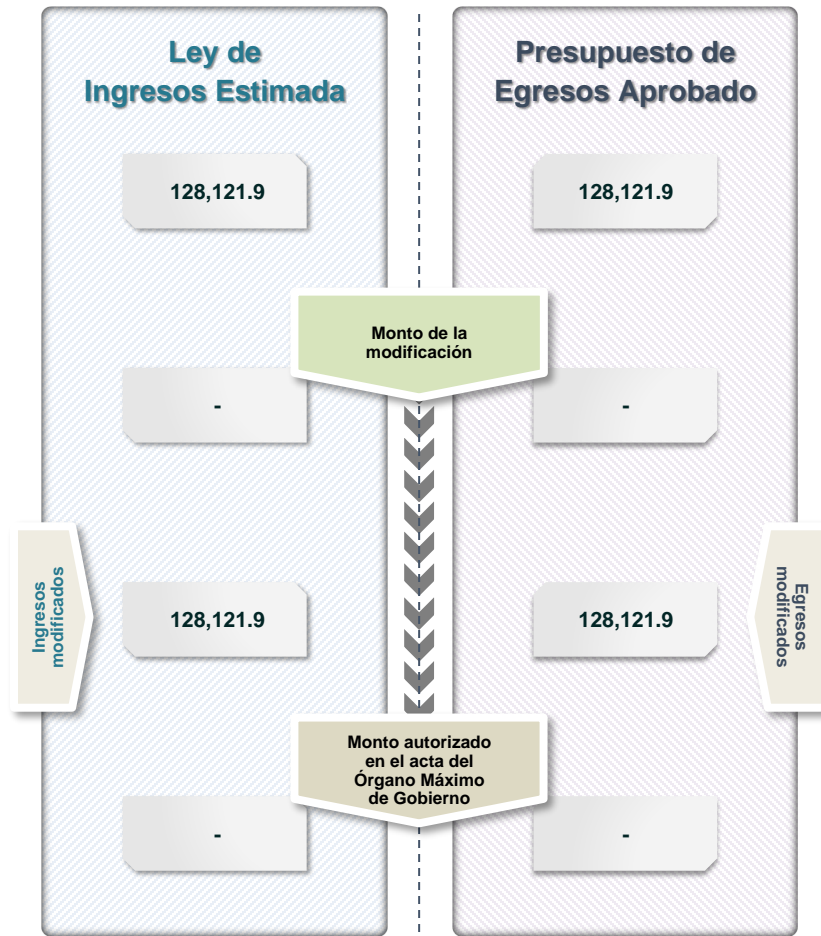 Ley de
Ingresos Estimada
Presupuesto de
Egresos Aprobado
128,121.9
128,121.9
Monto de la
modificación
-
-
Ingresos
modificados
128,121.9
128,121.9
Egresos
modificados
Monto autorizado
en el acta del
Órgano Máximo
de Gobierno
-
-